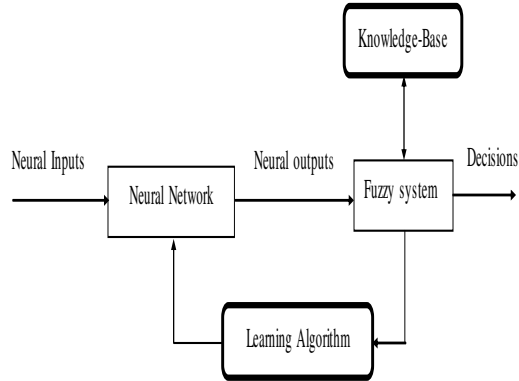 Knowledge-Base
Neural Inputs
Neural outputs
Decisions
Neural Network
Fuzzy system
Learning Algorithm